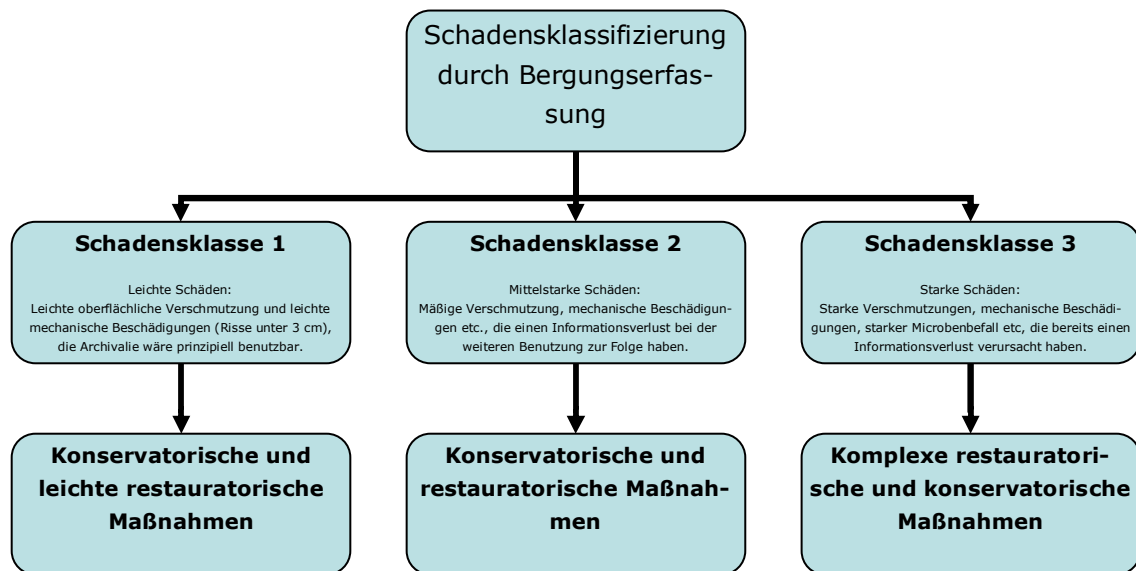 Schadensklassifizierung
durch Bergungserfas-
sung
Schadensklasse 1
Leichte Schäden:
Leichte oberflächliche Verschmutzung und leichte
mechanische Beschädigungen (Risse unter 3 cm),
die Archivalie wäre prinzipiell benutzbar.
Schadensklasse 2
Mittelstarke Schäden:
Mäßige Verschmutzung, mechanische Beschädigun-
gen etc., die einen Informationsverlust bei der
weiteren Benutzung zur Folge haben.
Schadensklasse 3
Starke Schäden:
Starke Verschmutzungen, mechanische Beschädi-
gungen, starker Microbenbefall etc, die bereits einen
Informationsverlust verursacht haben.
Konservatorische und
leichte restauratorische
Maßnahmen
Konservatorische und
restauratorische Maßnah-
men
Komplexe restauratori-
sche und konservatorische
Maßnahmen